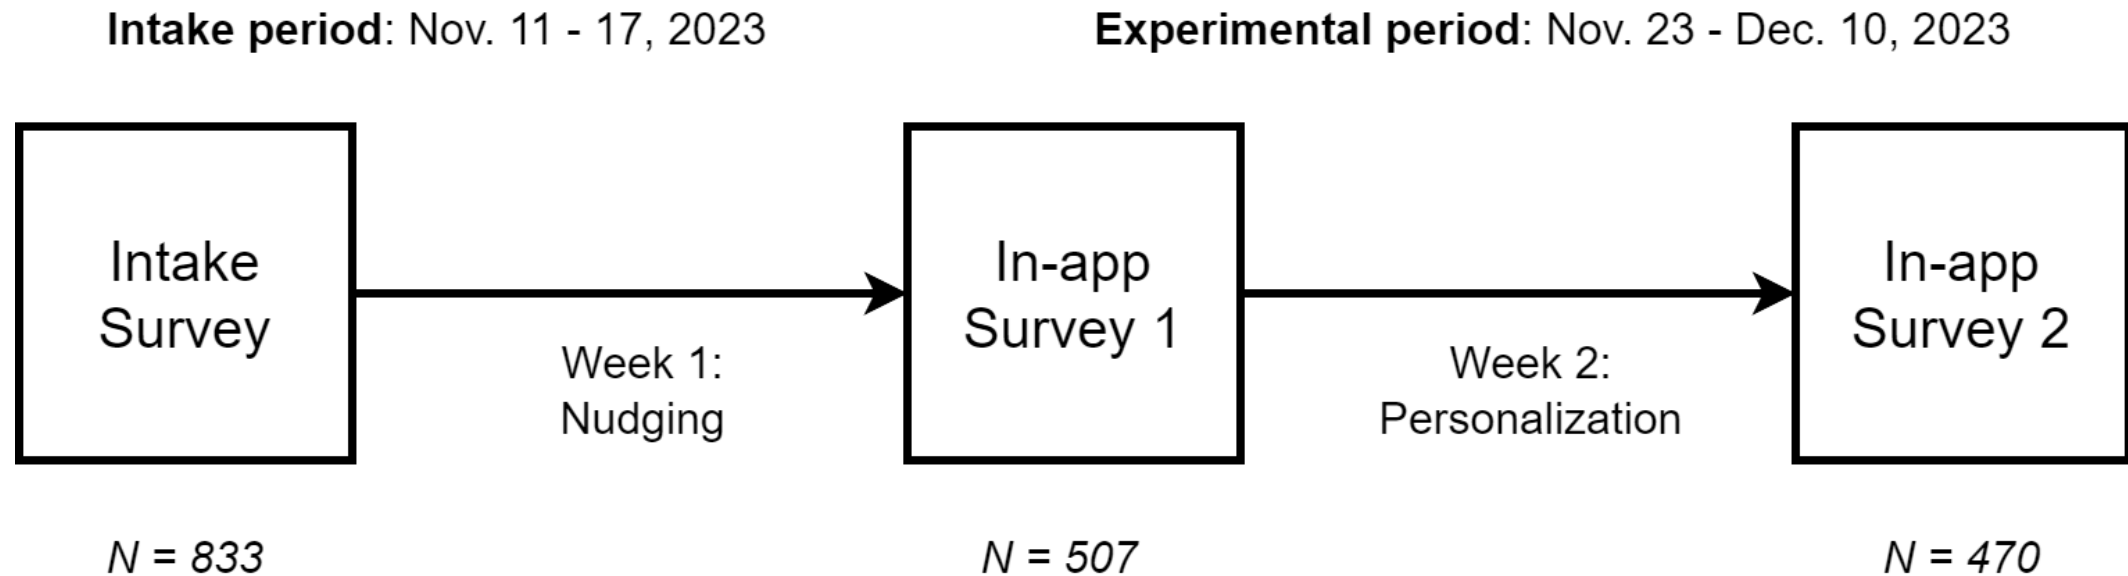 Intake period: Nov. 11 - 17, 2023
Experimental period: Nov. 23 - Dec. 10, 2023
Intake
Survey
Week 1:
Nudging
In-app
Survey 1
Week 2:
Personalization
In-app
Survey 2
N = 833
N = 507
N = 470